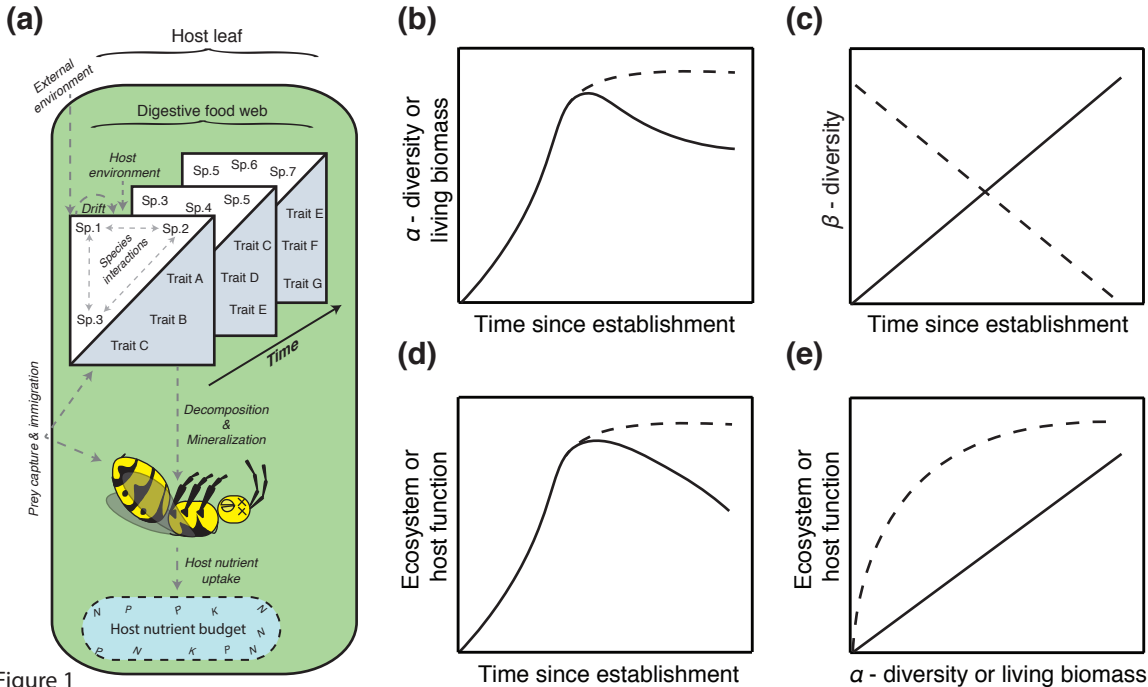 (a)
Host leaf
External
environment
Digestive food web
Host
environment
Drift
Sp.5 Sp.6 Sp.7
Sp.3 Sp.4 Sp.5
Sp.1 Sp.2
Species
interactions
Sp.3
Trait A
Trait B
Trait C
Trait C
Trait D
Trait E
Trait E
Trait F
Trait G
Time
Prey capture & immigration
Decomposition
&
Mineralization
Host nutrient
uptake
N P P K N
Host nutrient budget N
P N K P N
Figure 1
(b)
α - diversity or
living biomass
Time since establishment
(c)
β - diversity
Time since establishment
(d)
Ecosystem or
host function
Time since establishment
(e)
Ecosystem or
host function
α - diversity or living biomass